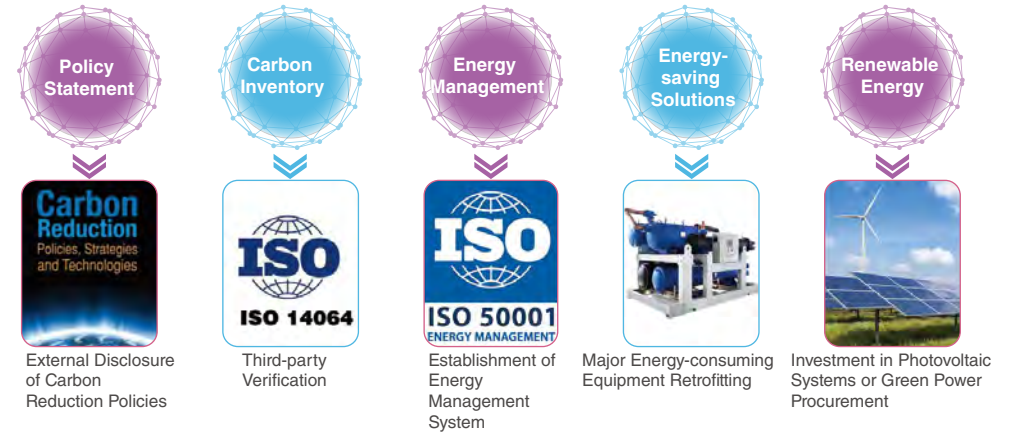 Policy
Statement
Carbon
Inventory
Energy
Management
Energy-
saving
Solutions
Renewable
Energy
Carbon
Reduction
Policies, Strategies
and Technologies
ISO
ISO 14064
ISO
ISO 50001
ENERGY MANAGEMENT
External Disclosure
of Carbon
Reduction Policies
Third-party
Verification
Establishment of
Energy
Management
System
Major Energy-consuming
Equipment Retrofitting
Investment in Photovoltaic
Systems or Green Power
Procurement